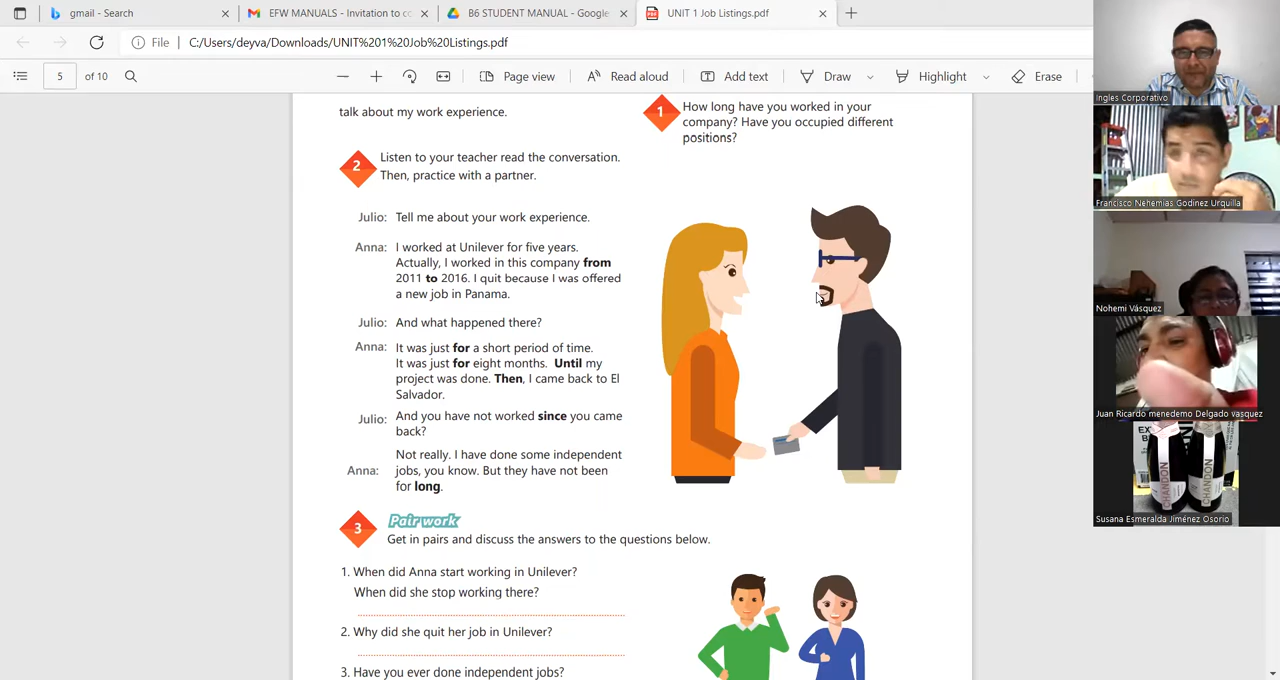 gmail - Search
EFW MANUALS - Invitation to cc
B6 STUDENT MANUAL - Google
UNIT 1 Job Listings.pdf
File
C:/Users/deyva/Downloads/UNIT%201%20Job%20Listings.pdf
5 of 10
Page view
Read aloud
Add text
Draw
Highlight
Erase
talk about my work experience.
1
How long have you worked in your
company? Have you occupied different
positions?
2
Listen to your teacher read the conversation.
Then, practice with a partner.
Julio: Tell me about your work experience.
Anna: I worked at Unilever for five years.
Actually, I worked in this company from
2011 to 2016. I quit because I was offered
a new job in Panama.
Julio: And what happened there?
Anna: It was just for a short period of time.
It was just for eight months. Until my
project was done. Then, I came back to El
Salvador.
Julio: And you have not worked since you came
back?
Not really. I have done some independent
Anna: jobs, you know. But they have not been
for long.
3
Pair work
Get in pairs and discuss the answers to the questions below.
1. When did Anna start working in Unilever?
When did she stop working there?
2. Why did she quit her job in Unilever?
3. Have you ever done independent jobs?
Ingles Corporativo
Francisco Nehemias Godinez Urquilla
Nohemi Vásquez
Juan Ricardo menedemo Delgado vasquez
CHANDON
CHANDON
Susana Esmeralda Jiménez Osorio